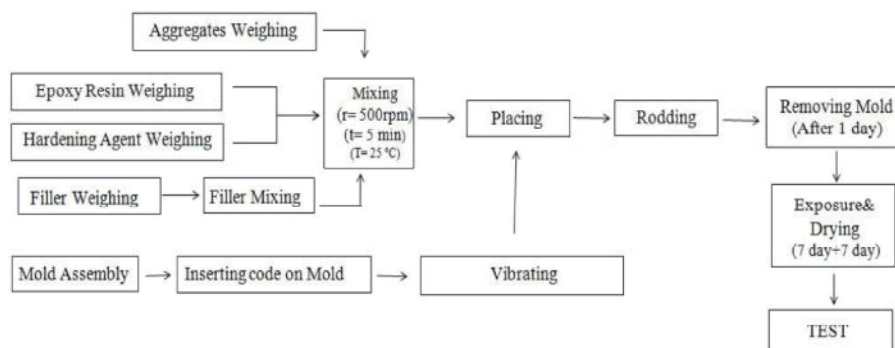 Aggregates Weighing
Epoxy Resin Weighing
Hardening Agent Weighing
Filler Weighing
Filler Mixing
Mixing
(r= 500rpm)
(t= 5 min)
(T= 25 °C)
Placing
Rodding
Removing Mold
(After 1 day)
Mold Assembly
Inserting code on Mold
Vibrating
Exposure&
Drying
(7 day+7 day)
TEST